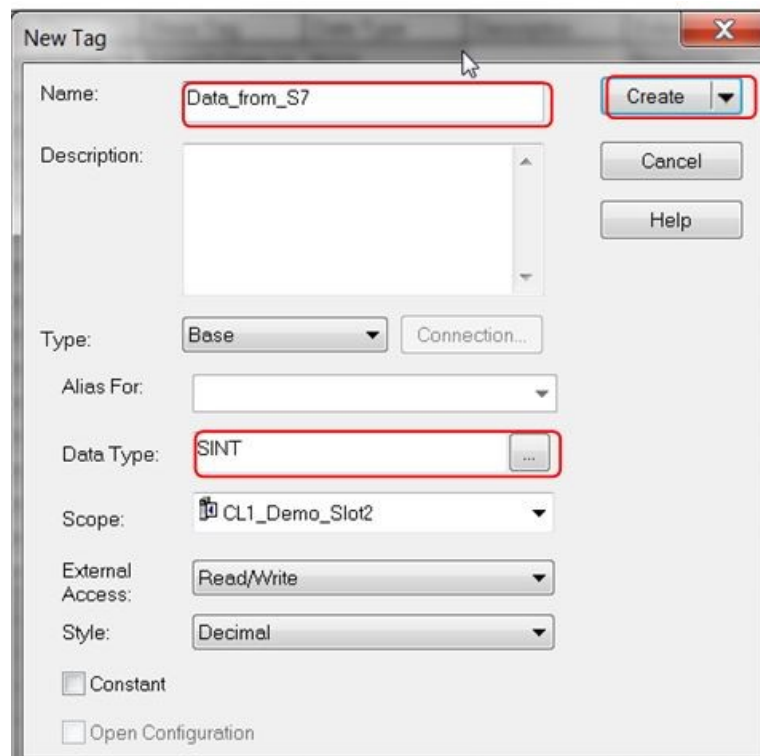 New Tag
Name:
Data_from_S7
Create
Description:
Cancel
Help
Type:
Base
Connection...
Alias For:
Data Type:
SINT
...
Scope:
CL1_Demo_Slot2
External
Access:
Read/Write
Style:
Decimal
Constant
Open Configuration